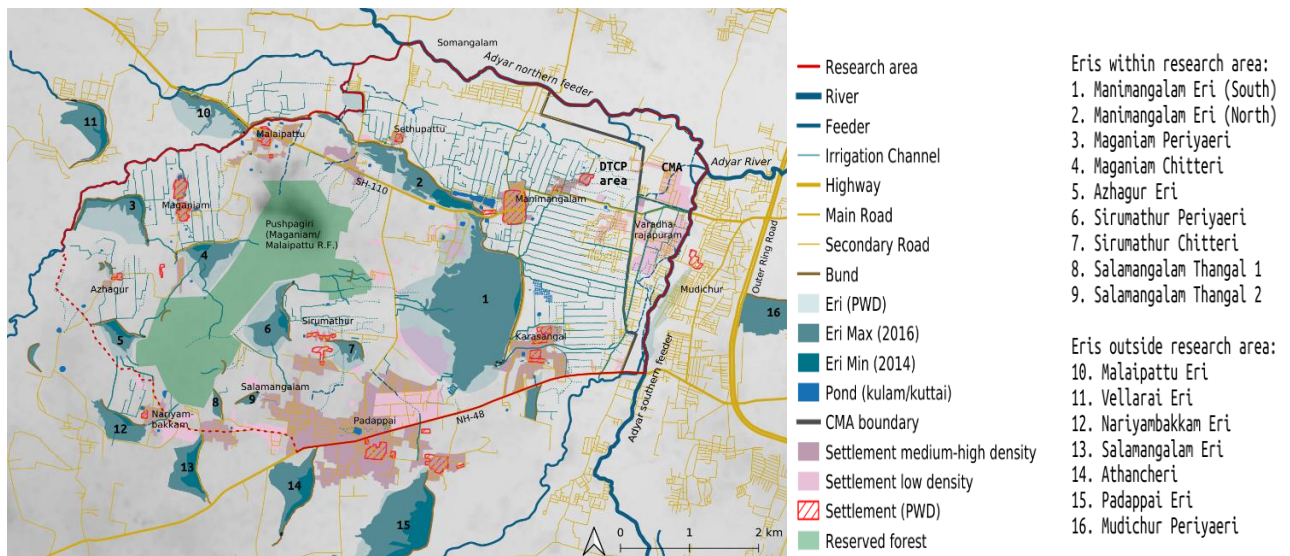 Somangalam
Adyar northern feeder
10
11
Malaipattu
Sethupattu
DTCP
area
CMA
Adyar River
SH-110
2
Manimangalam
Maganiam
3
Pushpagiri
(Maganiam/
Malaipattu R.F.)
Varadha-
rajapuram
4
Azhagur
Mudichur
Outer Ring Road
1
16
6
Sirumathur
5
7
Karasangal
Salamangalam
8
9
Nariyam-
bakkam
12
Padappai
NH-48
Adyar southern feeder
13
14
15
0
1
2 km
Research area
River
Feeder
Irrigation Channel
Highway
Main Road
Secondary Road
Bund
Eri (PWD)
Eri Max (2016)
Eri Min (2014)
Pond (kulam/kuttai)
CMA boundary
Settlement medium-high density
Settlement low density
Settlement (PWD)
Reserved forest
Eris within research area:
1. Manimangalam Eri (South)
2. Manimangalam Eri (North)
3. Maganiam Periyaeri
4. Maganiam Chitteri
5. Azhagur Eri
6. Sirumathur Periyaeri
7. Sirumathur Chitteri
8. Salamangalam Thangal 1
9. Salamangalam Thangal 2
Eris outside research area:
10. Malaipattu Eri
11. Vellarai Eri
12. Nariyambakkam Eri
13. Salamangalam Eri
14. Athancheri
15. Padappai Eri
16. Mudichur Periyaeri